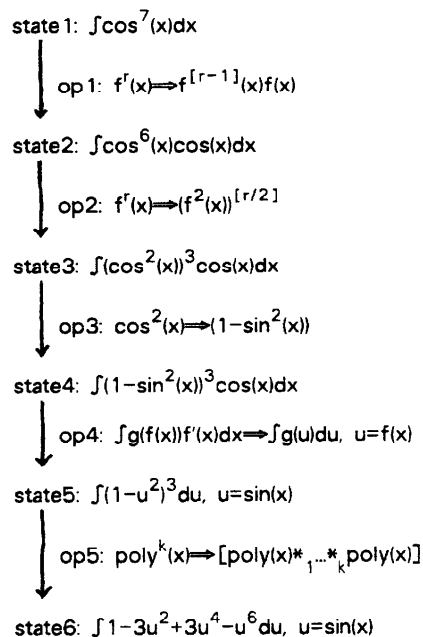 state1: ∫cos⁷(x)dx
op1: fʳ(x)⟹f^[r-1](x)f(x)
state2: ∫cos⁶(x)cos(x)dx
op2: fʳ(x)⟹(f²(x))^[r/2]
state3: ∫(cos²(x))³cos(x)dx
op3: cos²(x)⟹(1-sin²(x))
state4: ∫(1-sin²(x))³cos(x)dx
op4: ∫g(f(x))f'(x)dx⟹∫g(u)du, u=f(x)
state5: ∫(1-u²)³du, u=sin(x)
op5: polyᵏ(x)⟹[poly(x)*₁...*ₖpoly(x)]
state6: ∫1-3u²+3u⁴-u⁶du, u=sin(x)